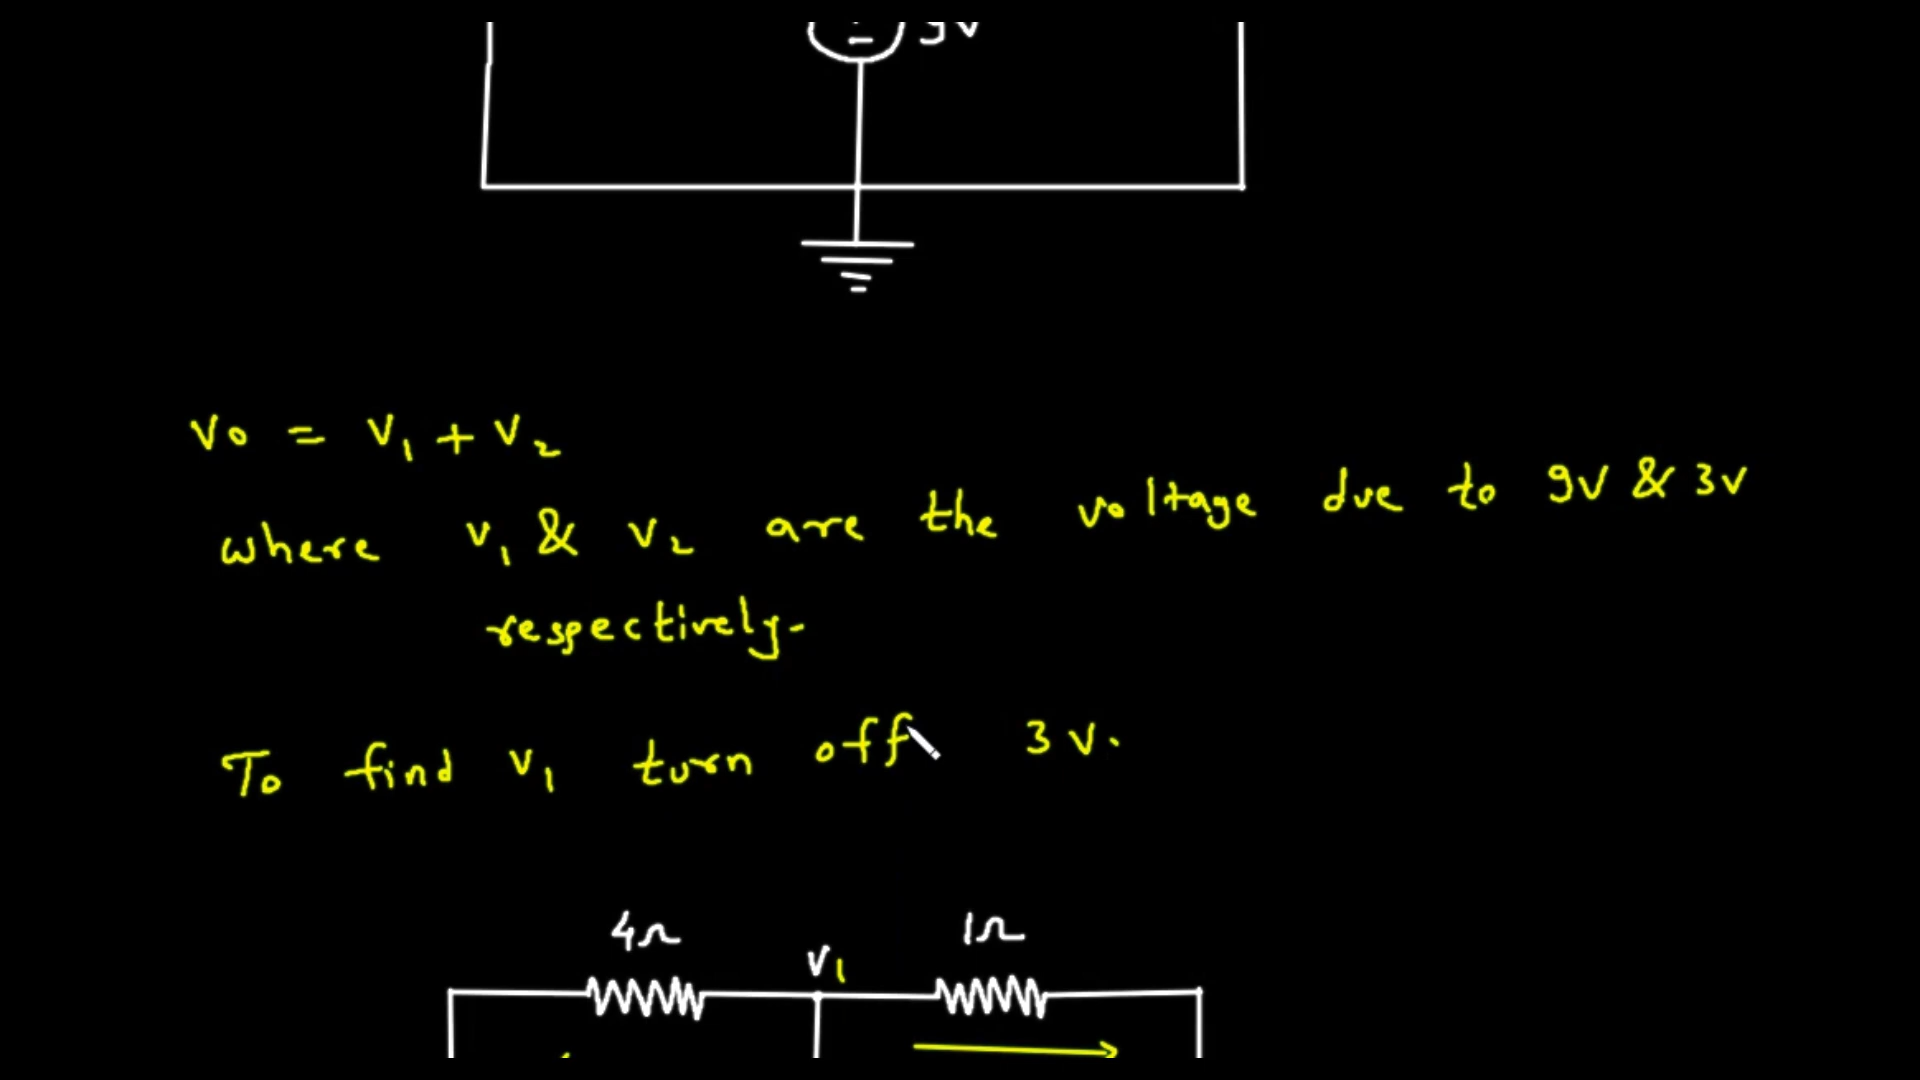 3V
V0 = V1 + V2
where V1 & V2 are the voltage due to 9V & 3V
respectively.
To find V1 turn off 3V.
4Ω
1Ω
V1